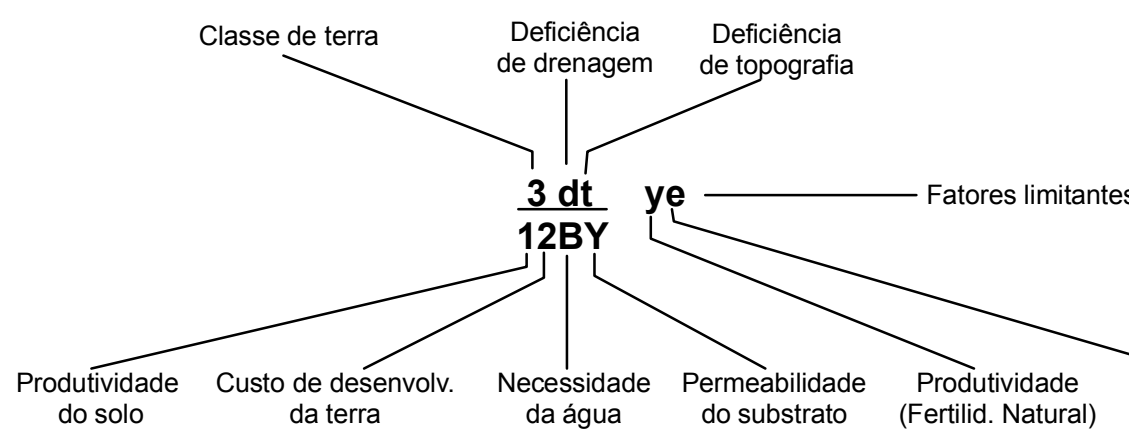 Classe de terra
Deficiência
de drenagem
Deficiência
de topografia
3 dt ye
Fatores limitantes
12BY
Produtividade
do solo
Custo de desenvolv.
da terra
Necessidade
da água
Permeabilidade
do substrato
Produtividade
(Fertilid. Natural)